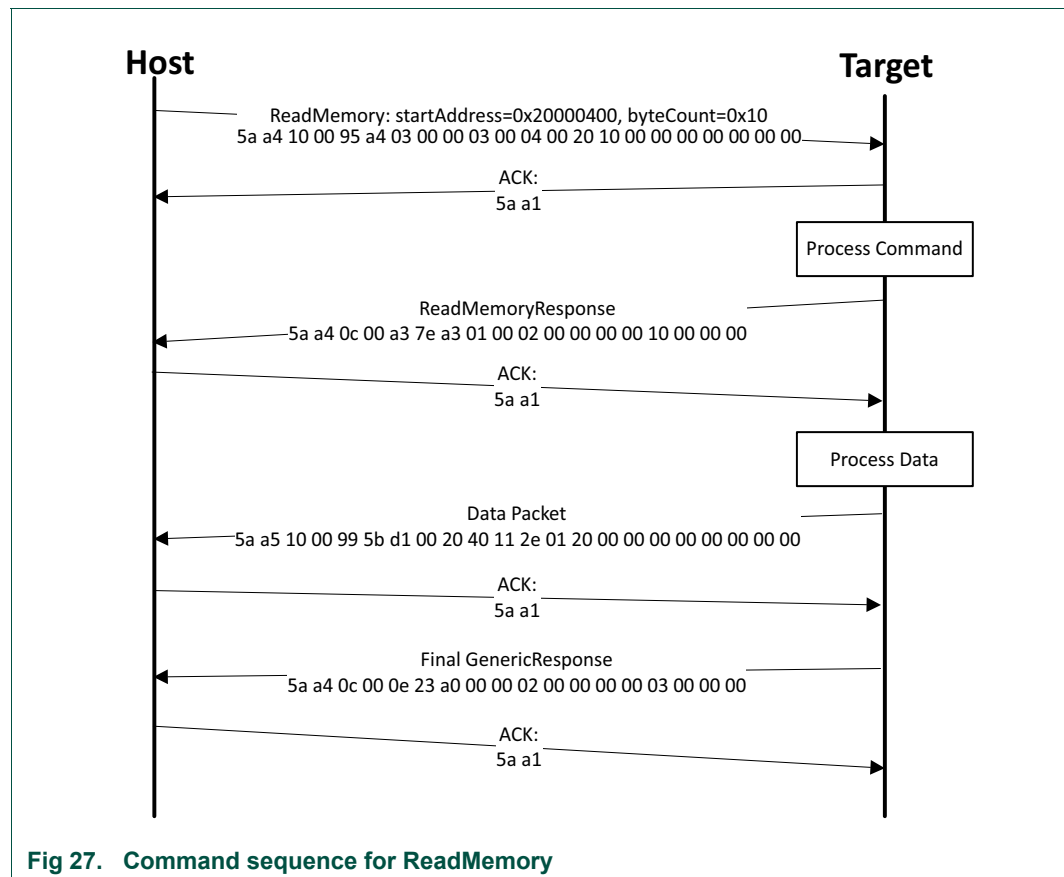 Host
Target
ReadMemory: startAddress=0x20000400, byteCount=0x10
5a a4 10 00 95 a4 03 00 00 03 00 04 00 20 10 00 00 00 00 00 00 00
ACK:
5a a1
Process Command
ReadMemoryResponse
5a a4 0c 00 a3 7e a3 01 00 02 00 00 00 00 10 00 00 00
ACK:
5a a1
Process Data
Data Packet
5a a5 10 00 99 5b d1 00 20 40 11 2e 01 20 00 00 00 00 00 00 00 00
ACK:
5a a1
Final GenericResponse
5a a4 0c 00 0e 23 a0 00 00 02 00 00 00 00 03 00 00 00
ACK:
5a a1
Fig 27. Command sequence for ReadMemory